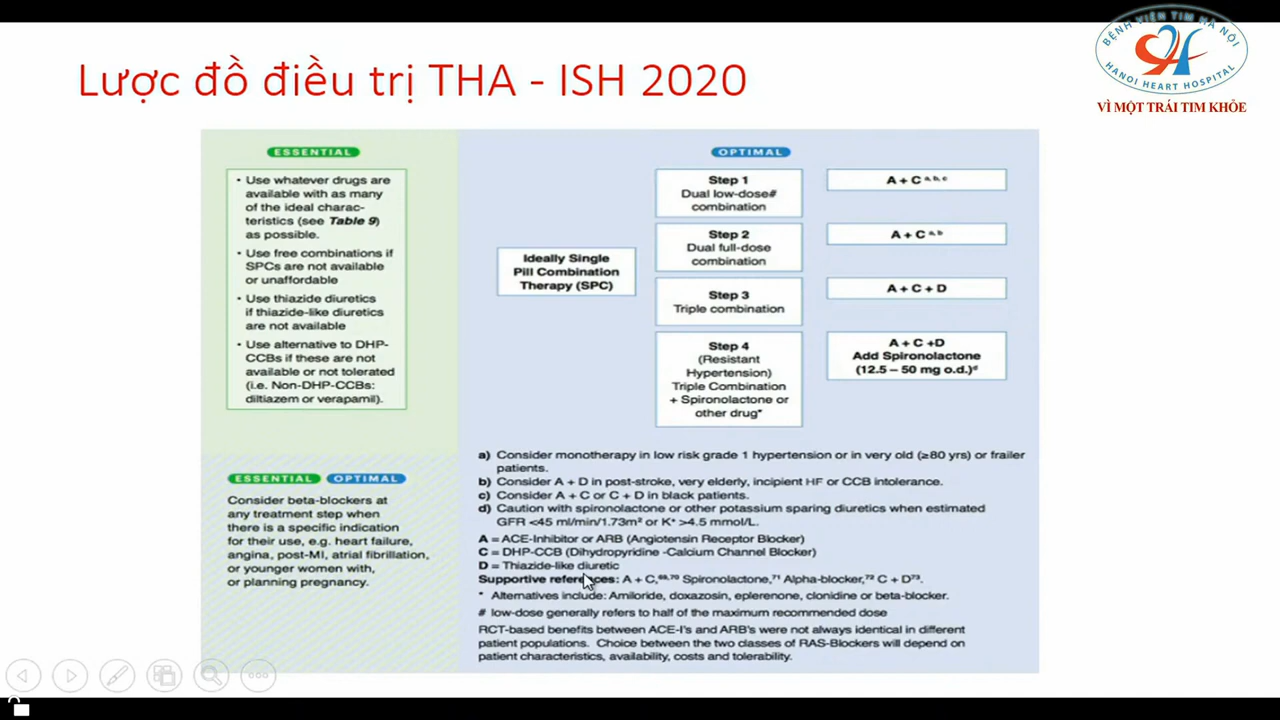 BỆNH VIỆN TIM HÀ NỘI
HANOI HEART HOSPITAL
VÌ MỘT TRÁI TIM KHỎE
Lược đồ điều trị THA - ISH 2020
ESSENTIAL
• Use whatever drugs are
available with as many
of the ideal charac-
teristics (see Table 9)
as possible.
• Use free combinations if
SPCs are not available
or unaffordable
• Use thiazide diuretics
if thiazide-like diuretics
are not available
• Use alternative to DHP-
CCBs if these are not
available or not tolerated
(i.e. Non-DHP-CCBs:
diltiazem or verapamil).
ESSENTIAL OPTIMAL
Consider beta-blockers at
any treatment step when
there is a specific indication
for their use, e.g. heart failure,
angina, post-MI, atrial fibrillation,
or younger women with,
or planning pregnancy.
OPTIMAL
Ideally Single
Pill Combination
Therapy (SPC)
Step 1
Dual low-dose#
combination
A + C a, b, c
Step 2
Dual full-dose
combination
A + C a, b
Step 3
Triple combination
A + C + D
Step 4
(Resistant
Hypertension)
Triple Combination
+ Spironolactone or
other drug*
A + C +D
Add Spironolactone
(12.5 – 50 mg o.d.)d
a) Consider monotherapy in low risk grade 1 hypertension or in very old (≥80 yrs) or frailer
patients.
b) Consider A + D in post-stroke, very elderly, incipient HF or CCB intolerance.
c) Consider A + C or C + D in black patients.
d) Caution with spironolactone or other potassium sparing diuretics when estimated
GFR <45 ml/min/1.73m² or K⁺ >4.5 mmol/L.
A = ACE-Inhibitor or ARB (Angiotensin Receptor Blocker)
C = DHP-CCB (Dihydropyridine -Calcium Channel Blocker)
D = Thiazide-like diuretic
Supportive references: A + C,⁶⁹,⁷⁰ Spironolactone,⁷¹ Alpha-blocker,⁷² C + D⁷³.
* Alternatives include: Amiloride, doxazosin, eplerenone, clonidine or beta-blocker.
# low-dose generally refers to half of the maximum recommended dose
RCT-based benefits between ACE-I's and ARB's were not always identical in different
patient populations. Choice between the two classes of RAS-Blockers will depend on
patient characteristics, availability, costs and tolerability.